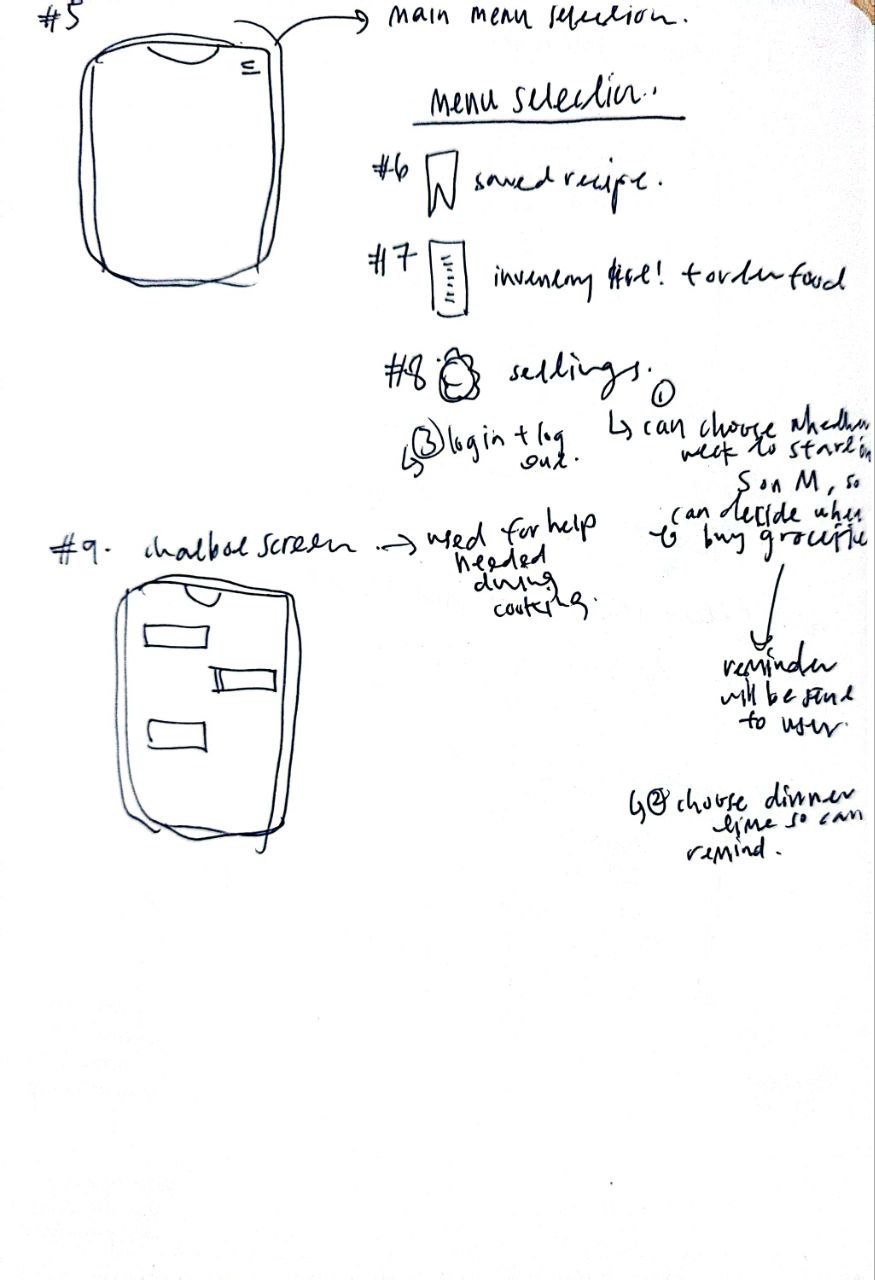 #5
main menu selection.
menu selection.
#6 saved recipe.
#7 inventory + order food
#8 settings.
①
↳ can choose whether
week to start on
S or M, so
can decide when
to buy groceries
reminder
will be sent
to user.
↳ ② choose dinner
time so can
remind.
↳ ③ login + log
out.
#9. chatbot screen → used for help
needed
during
cooking.